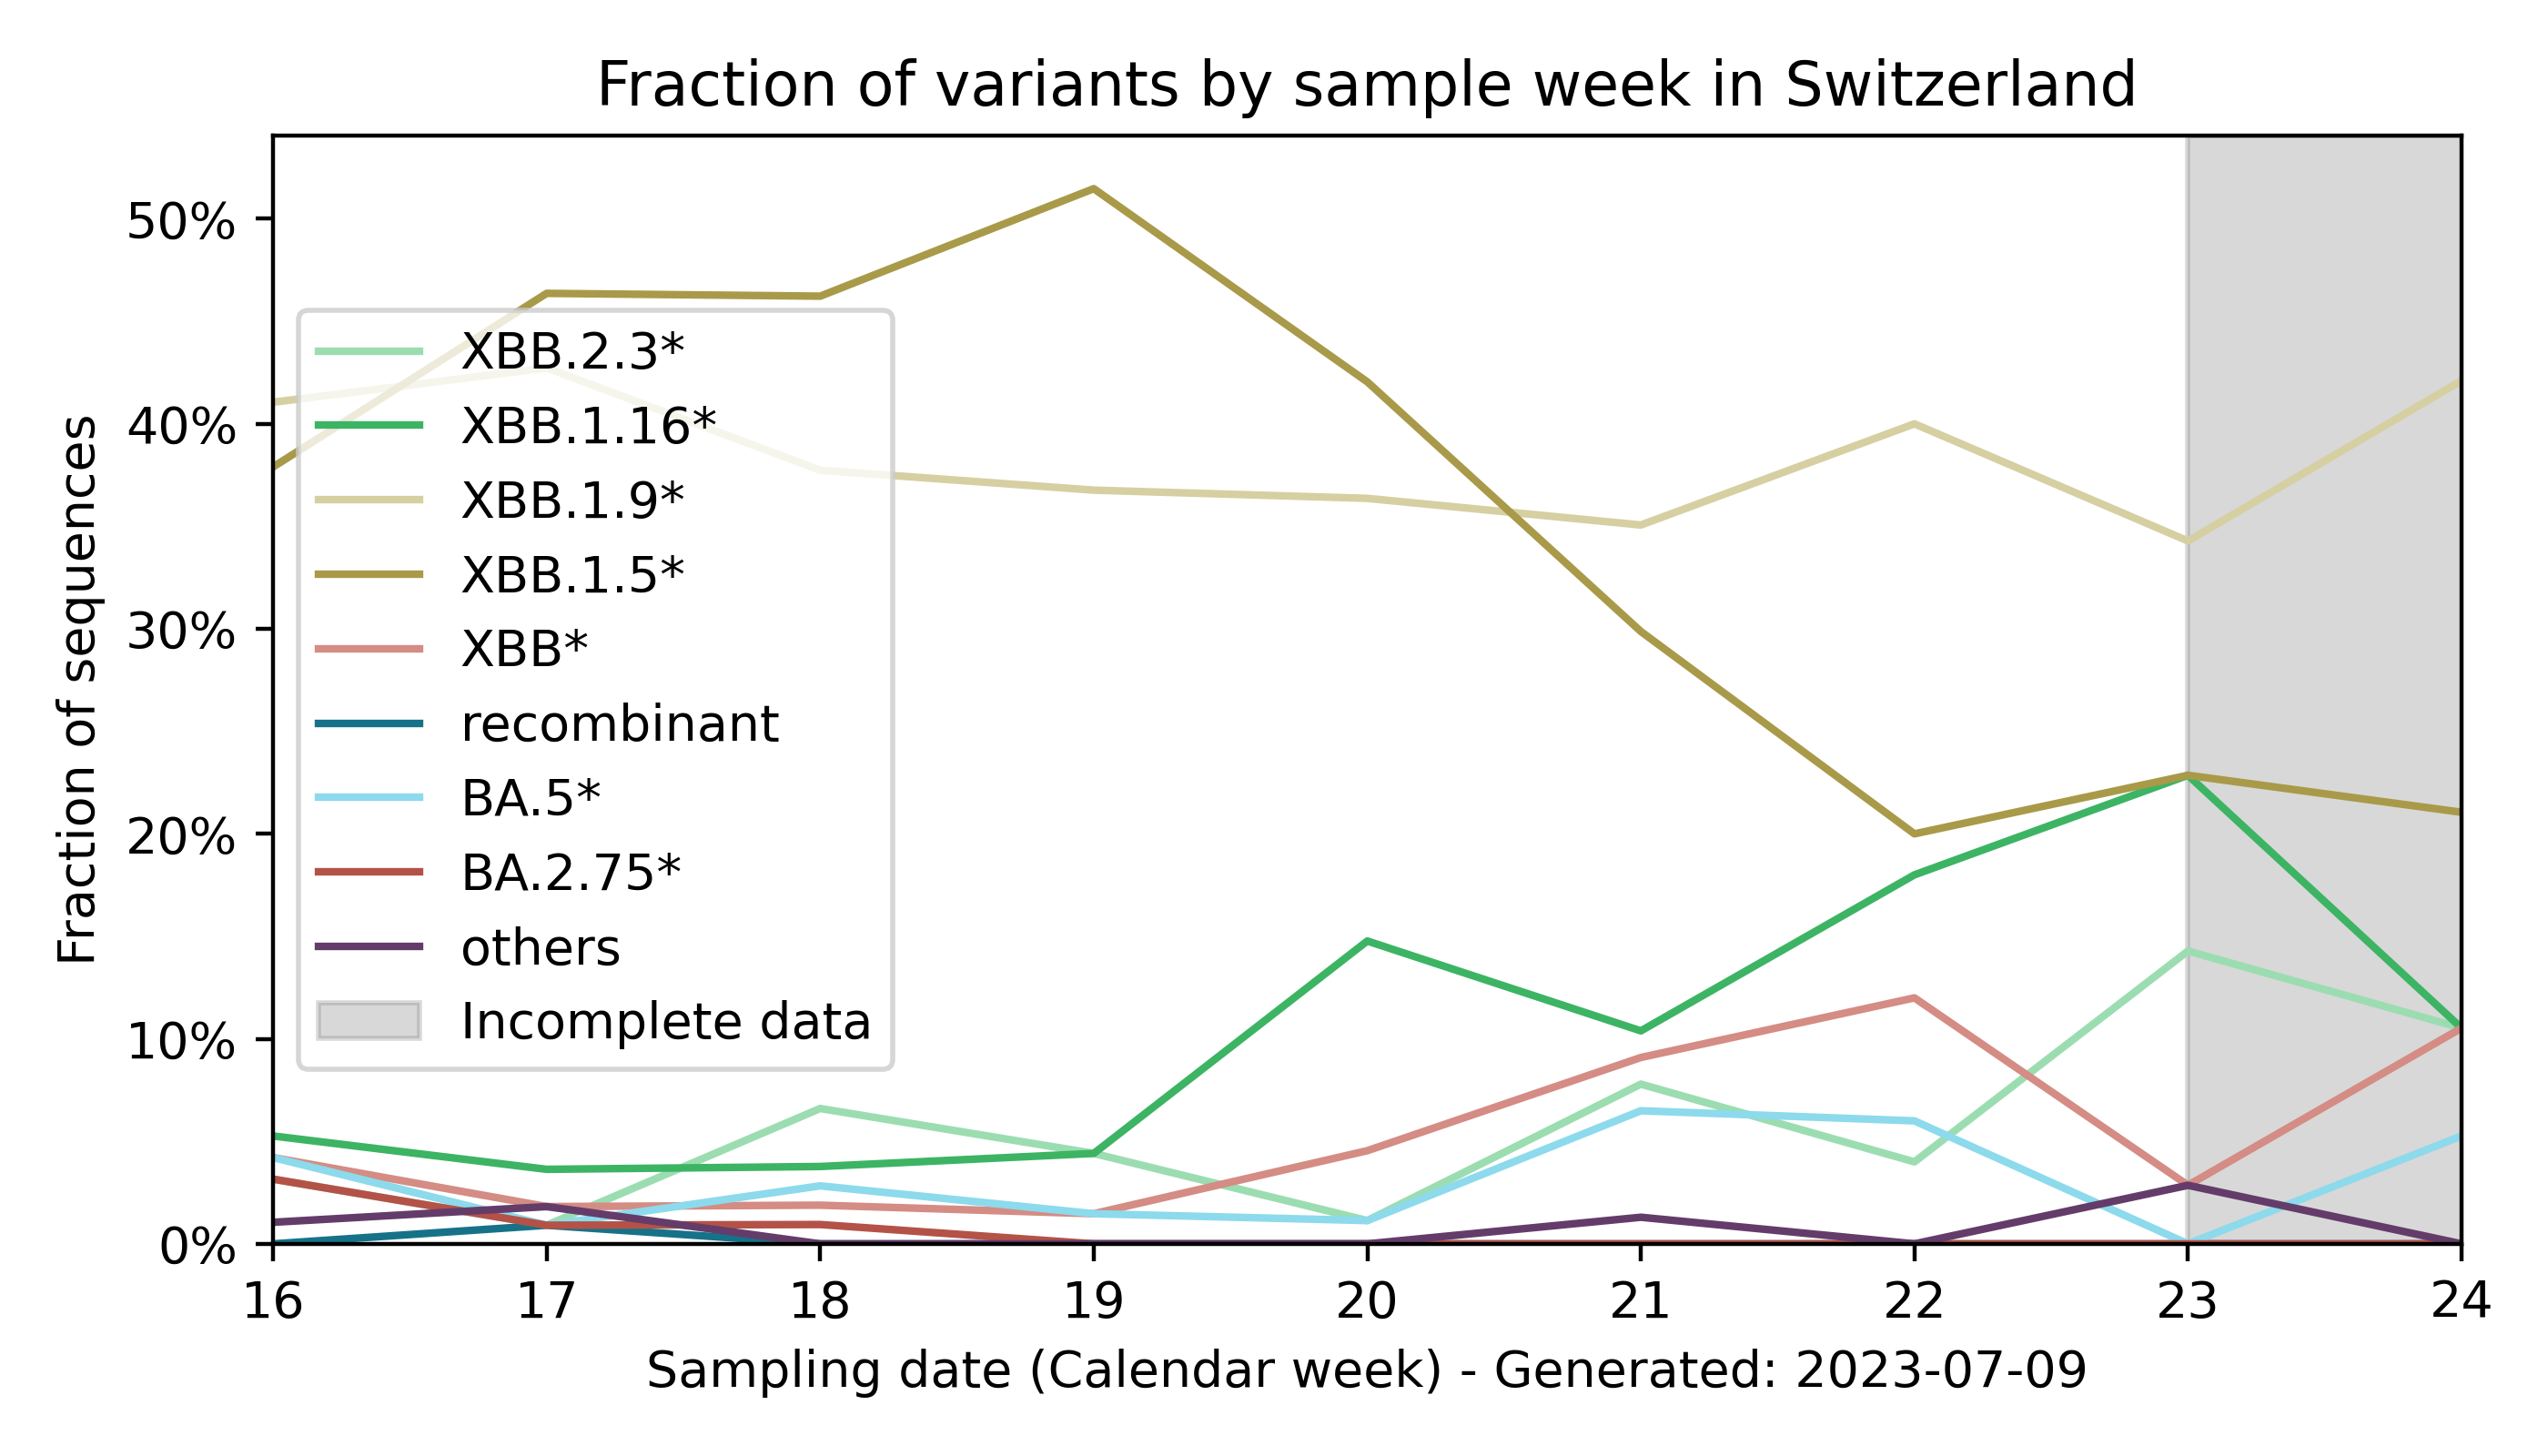 Fraction of variants by sample week in Switzerland
Fraction of sequences
50%
40%
30%
20%
10%
0%
XBB.2.3*
XBB.1.16*
XBB.1.9*
XBB.1.5*
XBB*
recombinant
BA.5*
BA.2.75*
others
Incomplete data
16 17 18 19 20 21 22 23 24
Sampling date (Calendar week) - Generated: 2023-07-09